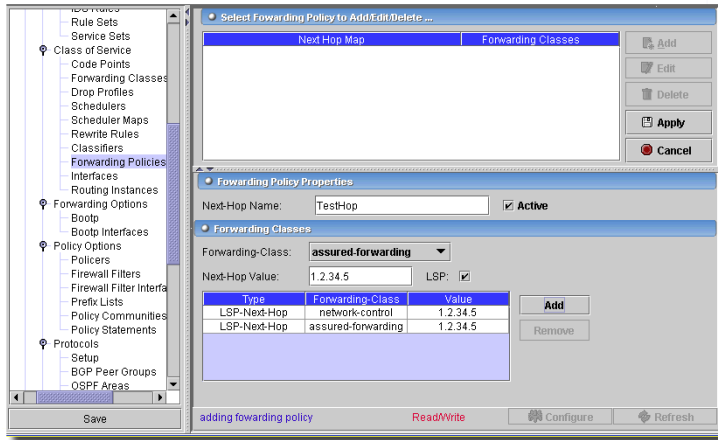 IDS Rules
Rule Sets
Service Sets
Class of Service
Code Points
Forwarding Classes
Drop Profiles
Schedulers
Scheduler Maps
Rewrite Rules
Classifiers
Forwarding Policies
Interfaces
Routing Instances
Forwarding Options
Bootp
Bootp Interfaces
Policy Options
Policers
Firewall Filters
Firewall Filter Interfa
Prefix Lists
Policy Communities
Policy Statements
Protocols
Setup
BGP Peer Groups
OSPF Areas
Save
Select Fowarding Policy to Add/Edit/Delete ...
Next Hop Map Forwarding Classes
Add
Edit
Delete
Apply
Cancel
Fowarding Policy Properties
Next-Hop Name: TestHop Active
Forwarding Classes
Forwarding-Class: assured-forwarding
Next-Hop Value: 1.2.34.5 LSP:
Type Forwarding-Class Value
LSP-Next-Hop network-control 1.2.34.5
LSP-Next-Hop assured-forwarding 1.2.34.5
Add
Remove
adding fowarding policy Read/Write Configure Refresh